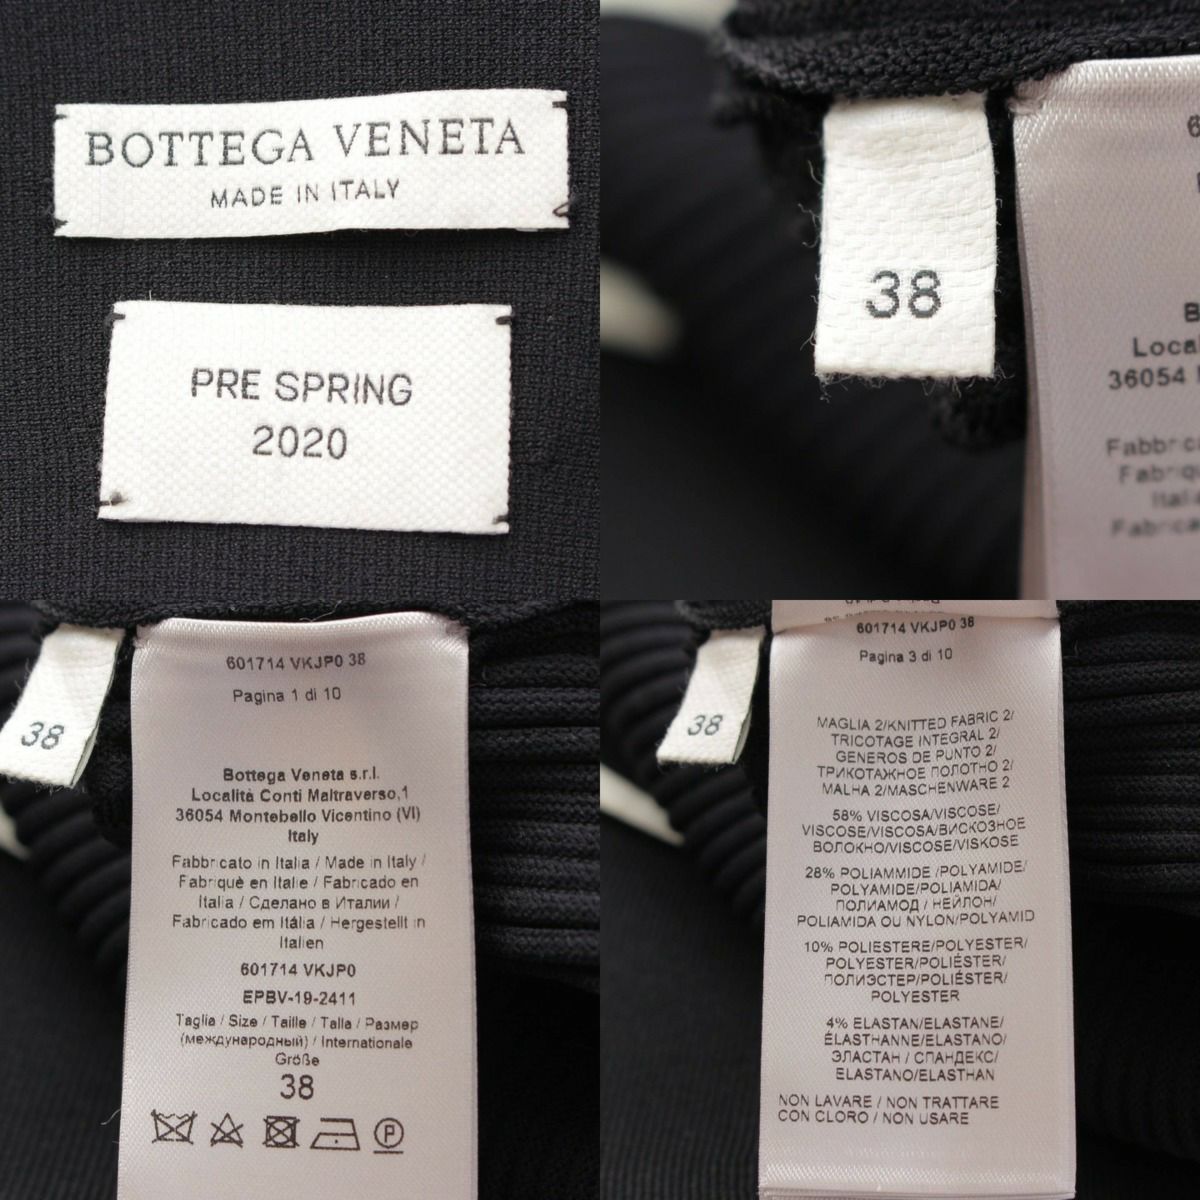 BOTTEGA VENETA
MADE IN ITALY
PRE SPRING
2020
38
6
B
Loca
36054
Fabbric
Fabriq
Italia
Fabrica
38
601714 VKJP0 38
Pagina 1 di 10
Bottega Veneta s.r.l.
Località Conti Maltraverso,1
36054 Montebello Vicentino (VI)
Italy
Fabbricato in Italia / Made in Italy /
Fabriquè en Italie / Fabricado en
Italia / Сделано в Италии /
Fabricado em Itália / Hergestellt in
Italien
601714 VKJP0
EPBV-19-2411
Taglia / Size / Taille / Talla / Размер
(международный) / Internationale
Größe
38
P
38
601714 VKJP0 38
Pagina 3 di 10
MAGLIA 2/KNITTED FABRIC 2/
TRICOTAGE INTEGRAL 2/
GENEROS DE PUNTO 2/
ТРИКОТАЖНОЕ ПОЛОТНО 2/
MALHA 2/MASCHENWARE 2
58% VISCOSA/VISCOSE/
VISCOSE/VISCOSA/ВИСКОЗНОЕ
ВОЛОКНО/VISCOSE/VISKOSE
28% POLIAMMIDE /POLYAMIDE/
POLYAMIDE/POLIAMIDA/
ПОЛИАМОД / НЕЙЛОН/
POLIAMIDA OU NYLON/POLYAMID
10% POLIESTERE/POLYESTER/
POLYESTER/POLIÉSTER/
ПОЛИЭСТЕР/POLIÉSTER/
POLYESTER
4% ELASTAN/ELASTANE/
ÉLASTHANNE/ELASTANO/
ЭЛАСТАН / СПАНДЕКС/
ELASTANO/ELASTHAN
NON LAVARE / NON TRATTARE
CON CLORO / NON USARE